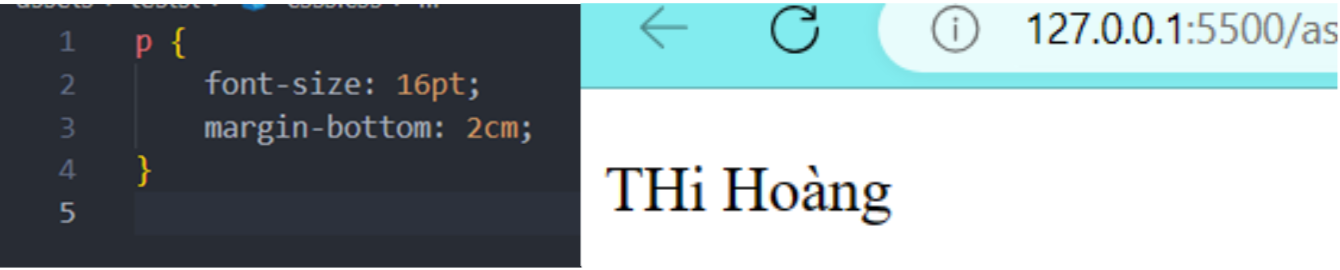 1 p {
2 font-size: 16pt;
3 margin-bottom: 2cm;
4 }
5
127.0.0.1:5500/as
THi Hoàng